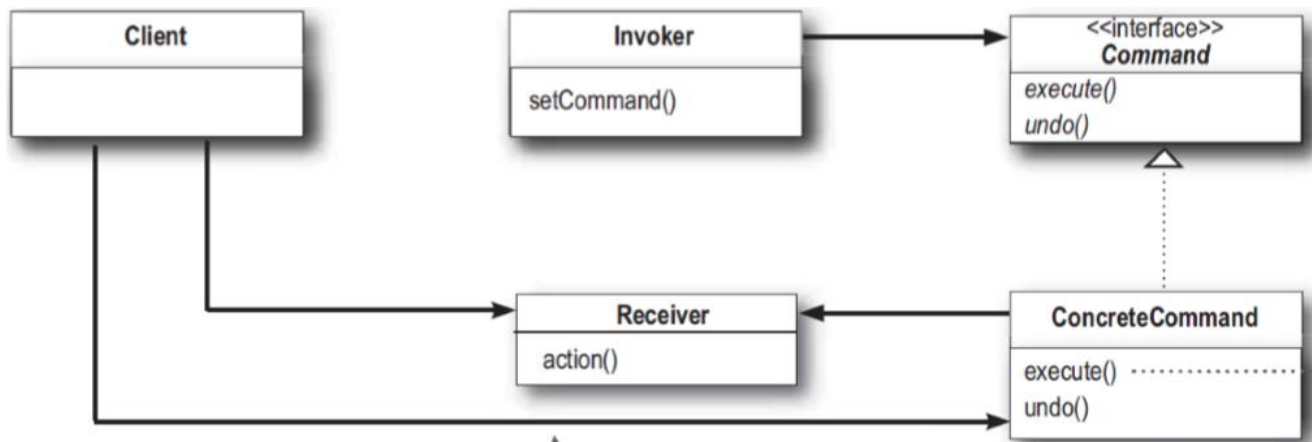 Client
Invoker
setCommand()
<<interface>>
Command
execute()
undo()
Receiver
action()
ConcreteCommand
execute()
undo()